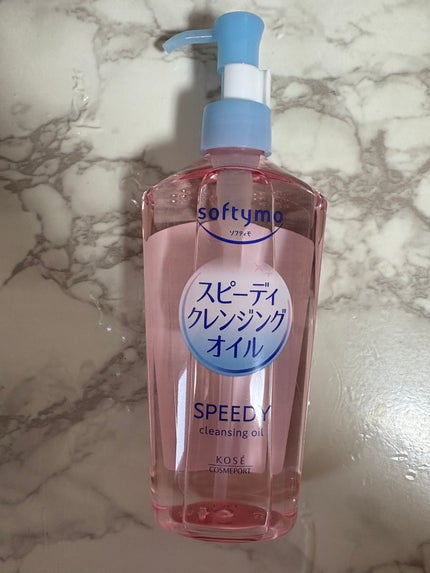 softymo
ソフティモ
スピーディ
クレンジング
オイル
SPEEDY
cleansing oil
KOSÉ
COSMEPORT